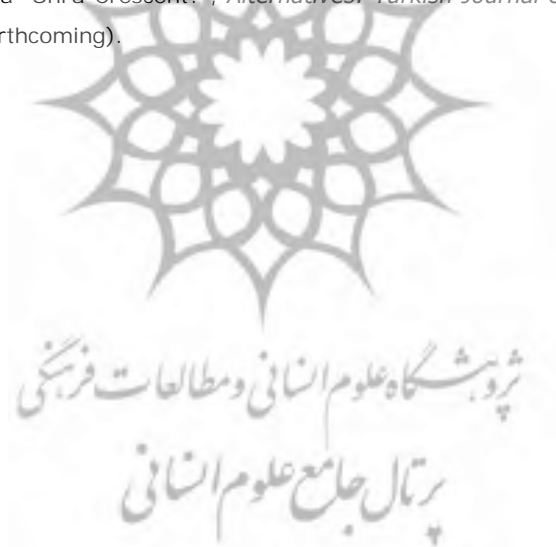 Shi'a Crescent?", Alternatives: Turkish Journal
rthcoming).
پژوهشگاه علوم انسانی و مطالعات فرهنگی
پرتال جامع علوم انسانی